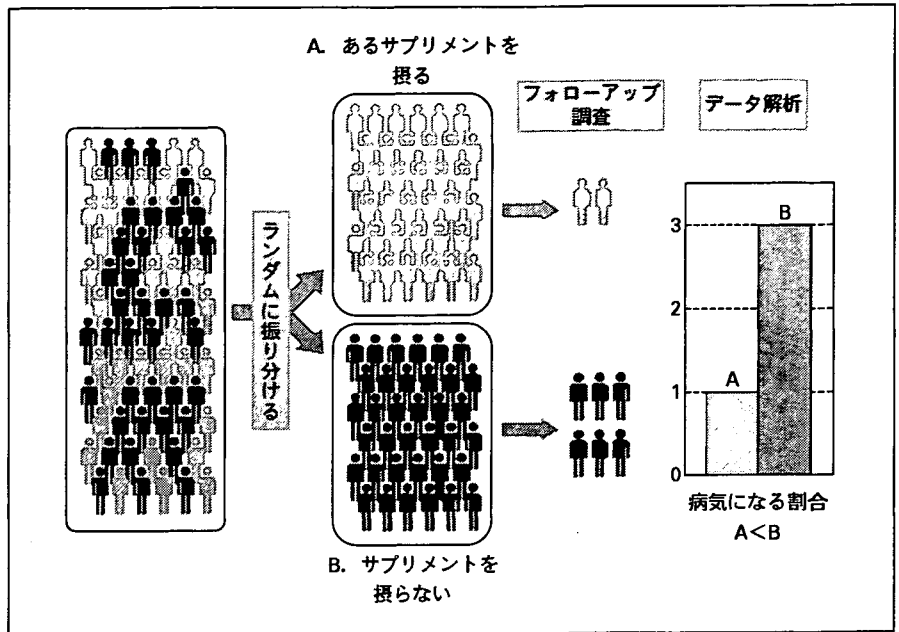 A. あるサプリメントを
摂る
フォローアップ
調査
データ解析
ランダムに振り分ける
3
2
1
0
A
B
病気になる割合
A<B
B. サプリメントを
摂らない